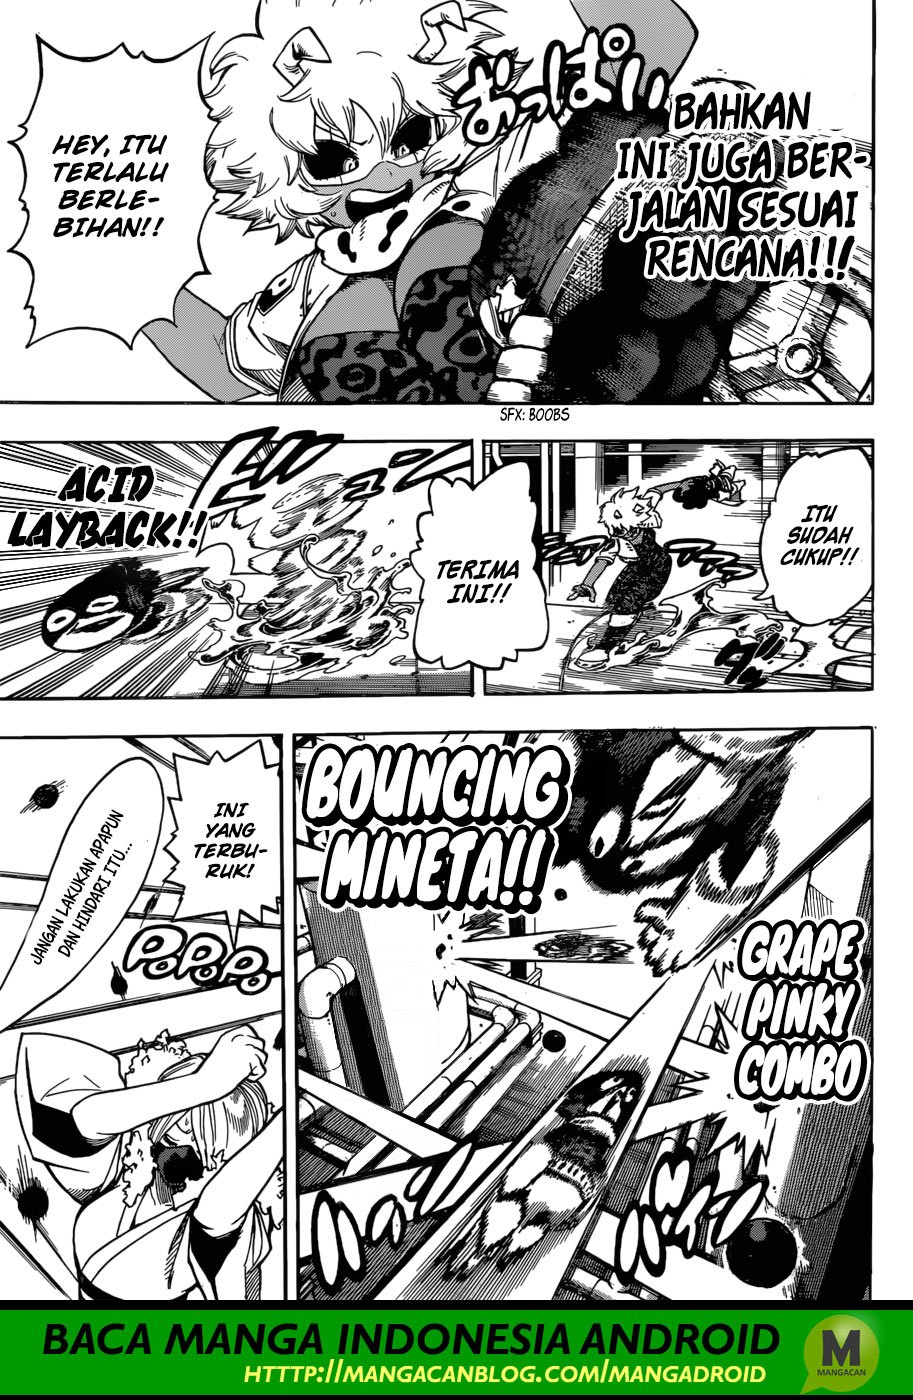 BAHKAN
INI JUGA BER-
JALAN SESUAI
RENCANA!!!
おっぱい
HEY, ITU
TERLALU
BERLE-
BIHAN!!
SFX: BOOBS
ITU
SUDAH
CUKUP!!
TERIMA
INI!!
ACID
LAYBACK!!
BOUNCING
MINETA!!
GRAPE
PINKY
COMBO
INI
YANG
TERBU-
RUK!
JANGAN LAKUKAN APAPUN
DAN HINDARI ITU...
POPOPO
BACA MANGA INDONESIA ANDROID
HTTTP://MANGACANBLOG.COM/MANGADROID
M
MANGACAN